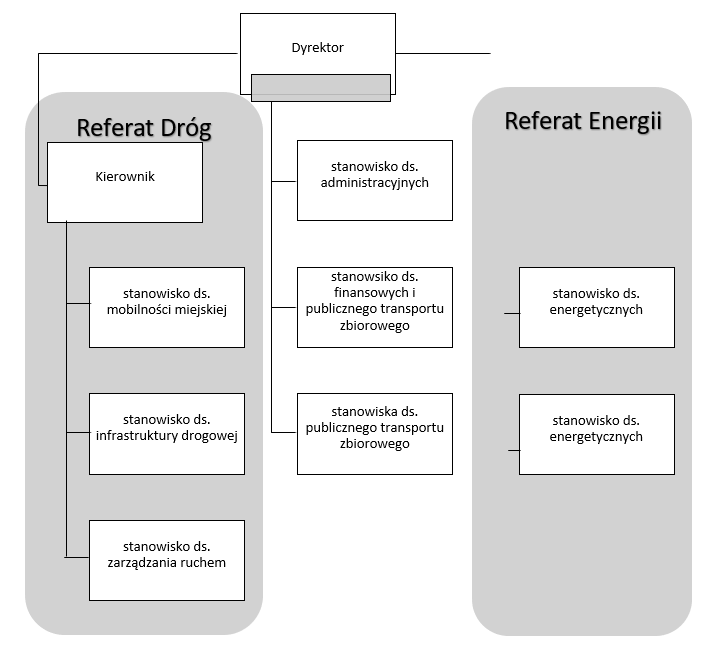 Dyrektor
Referat Dróg
Kierownik
stanowisko ds.
mobilności miejskiej
stanowisko ds.
infrastruktury drogowej
stanowisko ds.
zarządzania ruchem
stanowisko ds.
administracyjnych
stanowsiko ds.
finansowych i
publicznego transportu
zbiorowego
stanowiska ds.
publicznego transportu
zbiorowego
Referat Energii
stanowisko ds.
energetycznych
stanowisko ds.
energetycznych